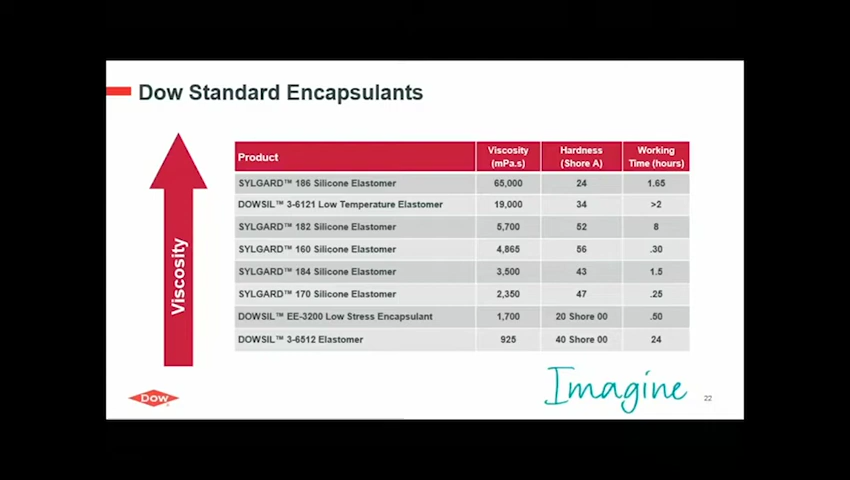 Dow Standard Encapsulants
Viscosity
Product Viscosity (mPa.s) Hardness (Shore A) Working Time (hours)
SYLGARD™ 186 Silicone Elastomer 65,000 24 1.65
DOWSIL™ 3-6121 Low Temperature Elastomer 19,000 34 >2
SYLGARD™ 182 Silicone Elastomer 5,700 52 8
SYLGARD™ 160 Silicone Elastomer 4,865 56 .30
SYLGARD™ 184 Silicone Elastomer 3,500 43 1.5
SYLGARD™ 170 Silicone Elastomer 2,350 47 .25
DOWSIL™ EE-3200 Low Stress Encapsulant 1,700 20 Shore 00 .50
DOWSIL™ 3-6512 Elastomer 925 40 Shore 00 24
Dow
Imagine
22